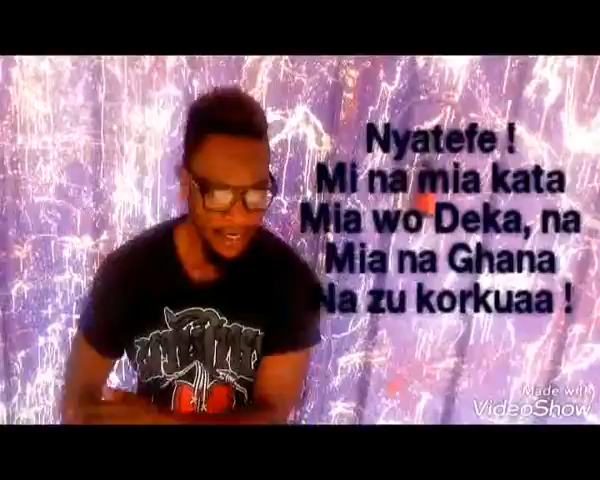 Nyatefe !
Mi na mia kata
Mia wo Deka, na
Mia na Ghana
Na zu korkuaa !
Made with
VideoShow